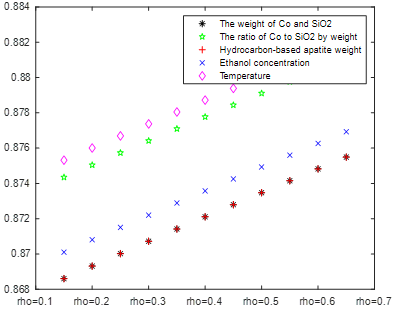 0.884
0.882
0.88
0.878
0.876
0.874
0.872
0.87
0.868
The weight of Co and SiO2
The ratio of Co to SiO2 by weight
Hydrocarbon-based apatite weight
Ethanol concentration
Temperature
rho=0.1 rho=0.2 rho=0.3 rho=0.4 rho=0.5 rho=0.6 rho=0.7